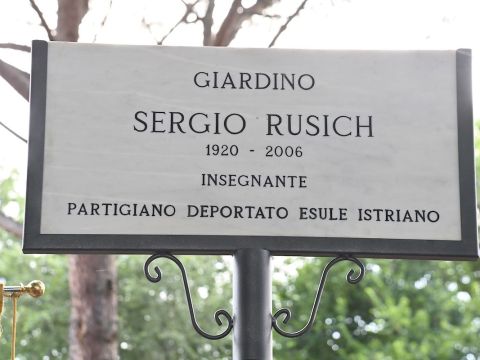 GIARDINO
SERGIO RUSICH
1920 - 2006
INSEGNANTE
PARTIGIANO DEPORTATO ESULE ISTRIANO